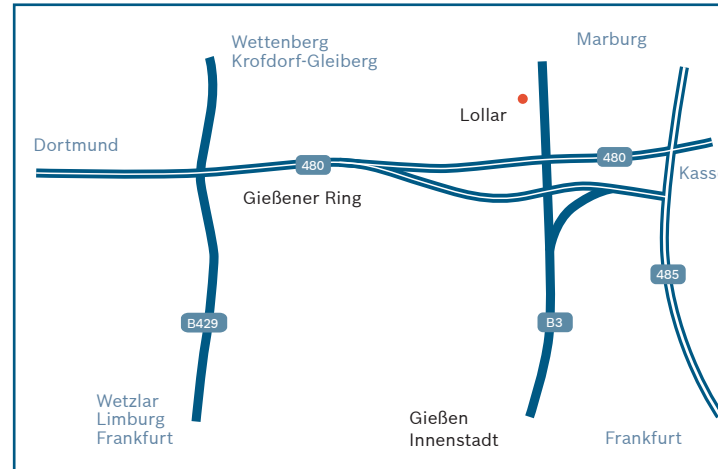 Wettenberg
Krofdorf-Gleiberg
Marburg
Lollar
Dortmund
480
480
Kass
Gießener Ring
485
B429
B3
Wetzlar
Limburg
Frankfurt
Gießen
Innenstadt
Frankfurt